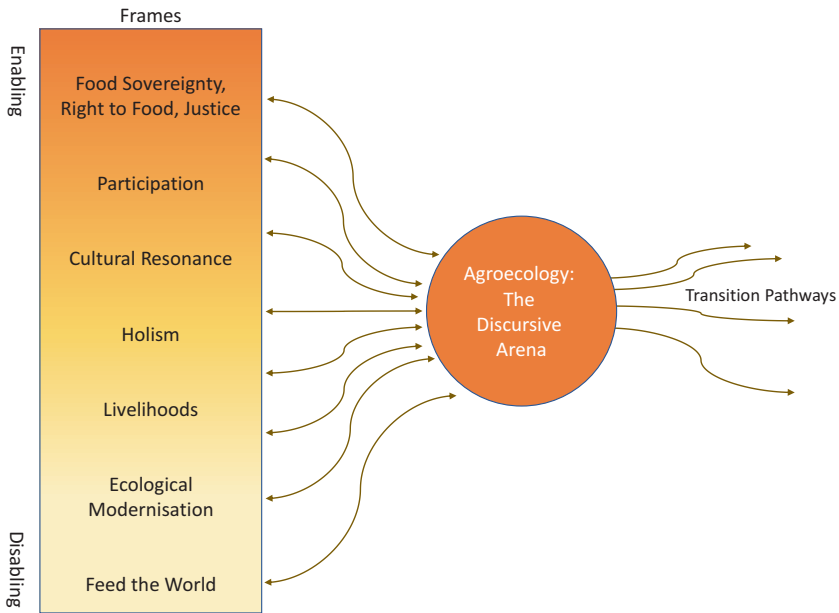 Frames
Enabling
Food Sovereignty,
Right to Food, Justice
Participation
Cultural Resonance
Holism
Livelihoods
Ecological
Modernisation
Feed the World
Disabling
Agroecology:
The
Discursive
Arena
Transition Pathways